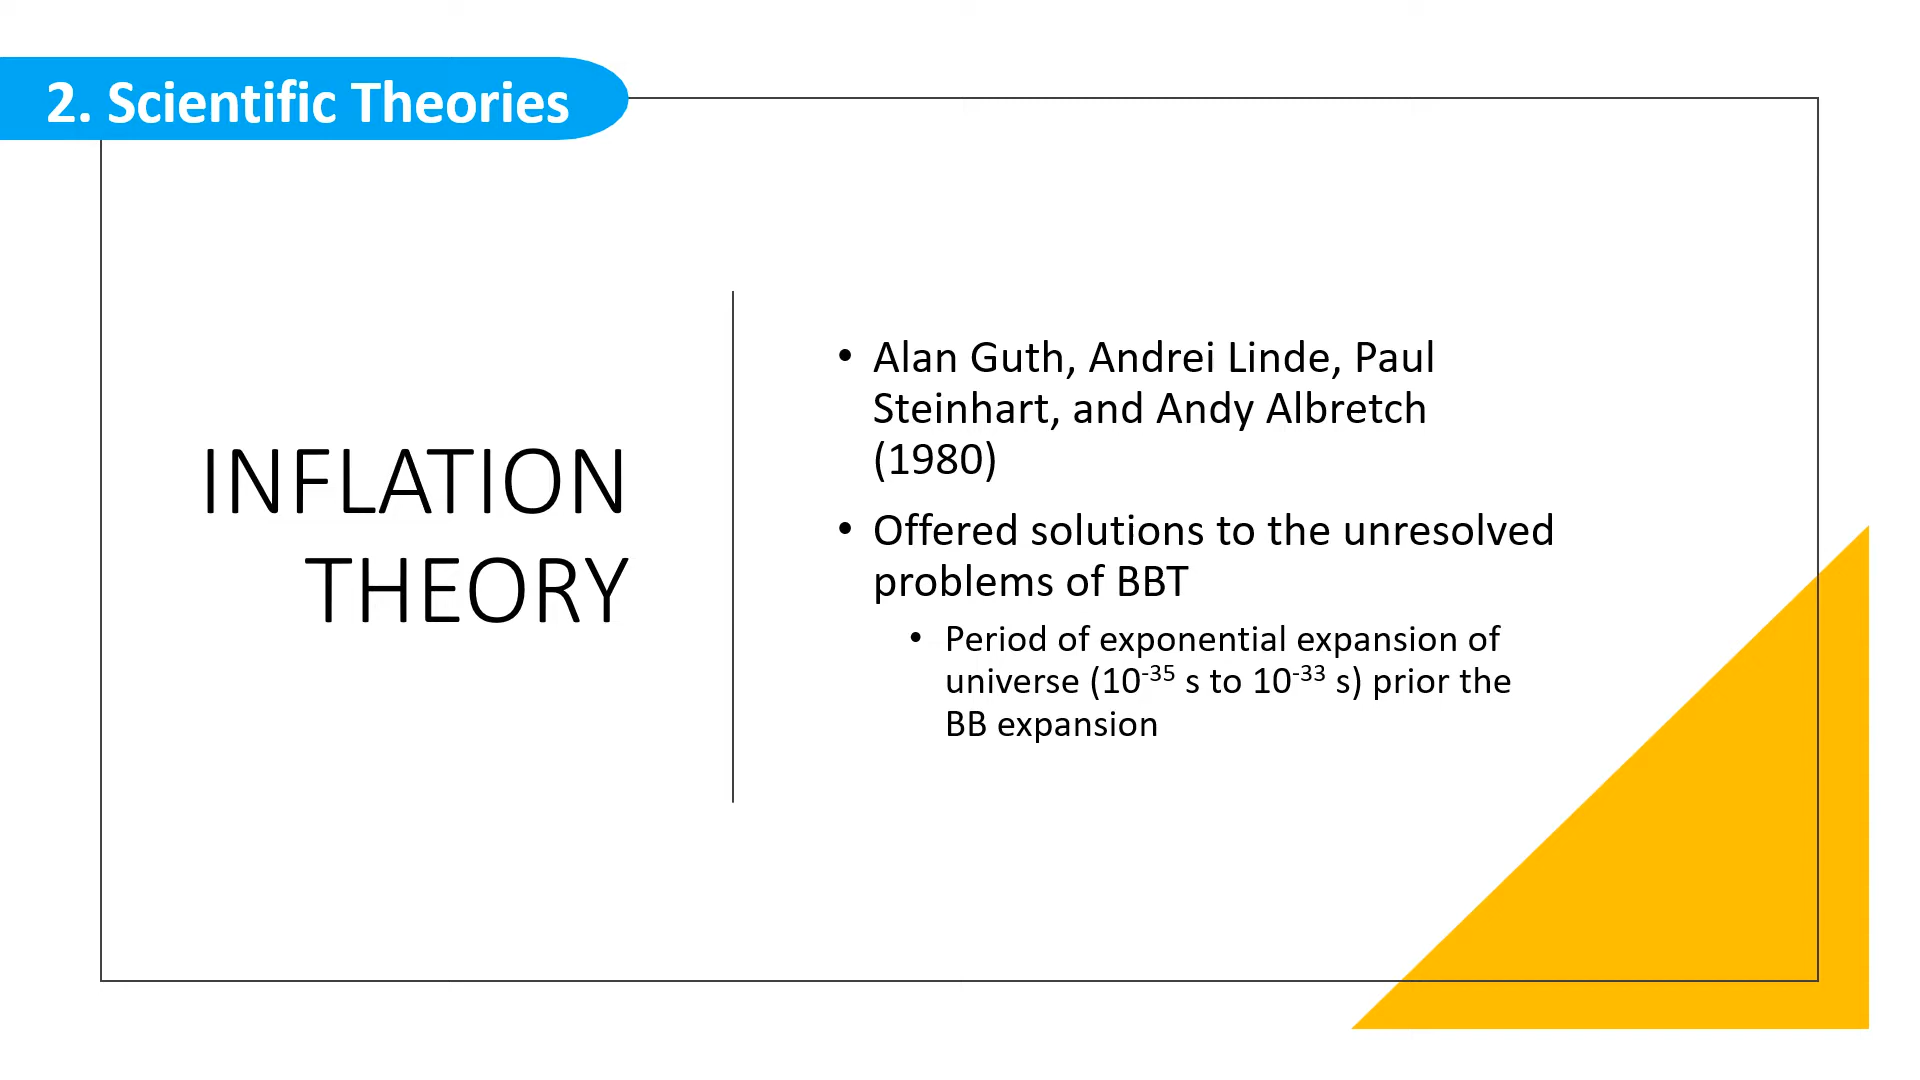 2. Scientific Theories
INFLATION
THEORY
• Alan Guth, Andrei Linde, Paul
Steinhart, and Andy Albretch
(1980)
• Offered solutions to the unresolved
problems of BBT
• Period of exponential expansion of
universe (10⁻³⁵ s to 10⁻³³ s) prior the
BB expansion